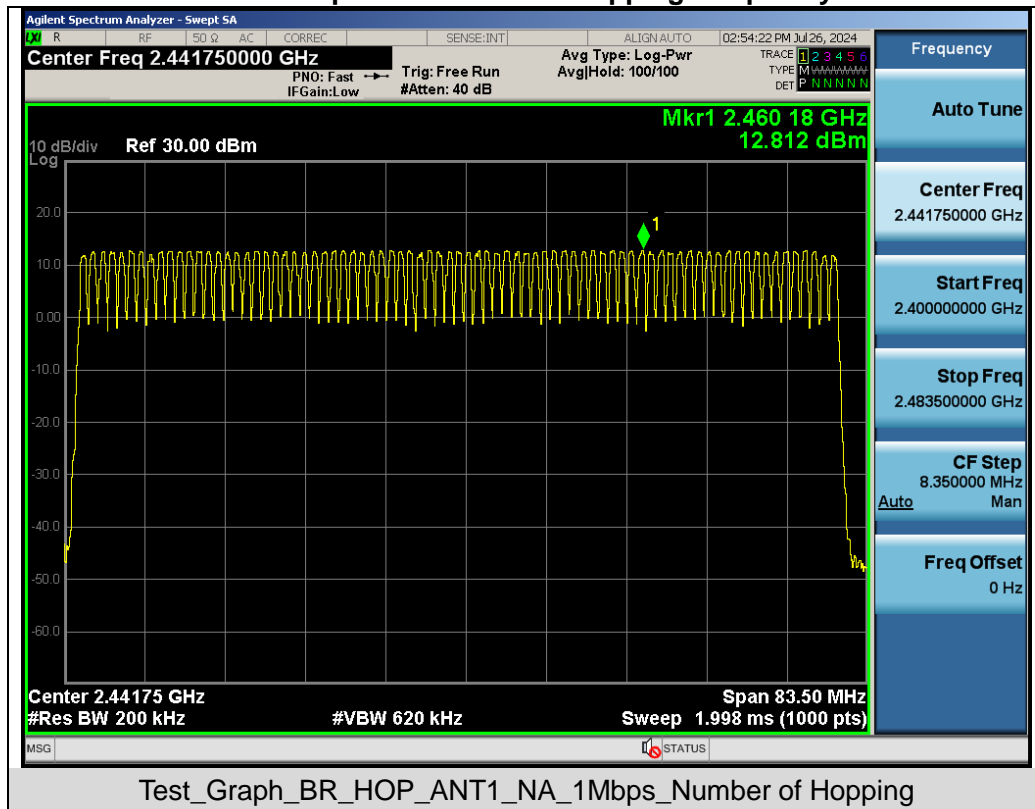 Agilent Spectrum Analyzer - Swept SA
LXI R RF 50 Ω AC CORREC SENSE:INT ALIGN AUTO 02:54:22 PM Jul 26, 2024
Center Freq 2.441750000 GHz
PNO: Fast
IFGain:Low
Trig: Free Run
#Atten: 40 dB
Avg Type: Log-Pwr
Avg|Hold: 100/100
TRACE 1 2 3 4 5 6
TYPE M WWWWW
DET P N N N N N
Mkr1 2.460 18 GHz
12.812 dBm
10 dB/div Ref 30.00 dBm
Log
1
20.0
10.0
0.00
-10.0
-20.0
-30.0
-40.0
-50.0
-60.0
Center 2.44175 GHz Span 83.50 MHz
#Res BW 200 kHz #VBW 620 kHz Sweep 1.998 ms (1000 pts)
MSG STATUS
Frequency
Auto Tune
Center Freq
2.441750000 GHz
Start Freq
2.400000000 GHz
Stop Freq
2.483500000 GHz
CF Step
8.350000 MHz
Auto Man
Freq Offset
0 Hz
Test_Graph_BR_HOP_ANT1_NA_1Mbps_Number of Hopping